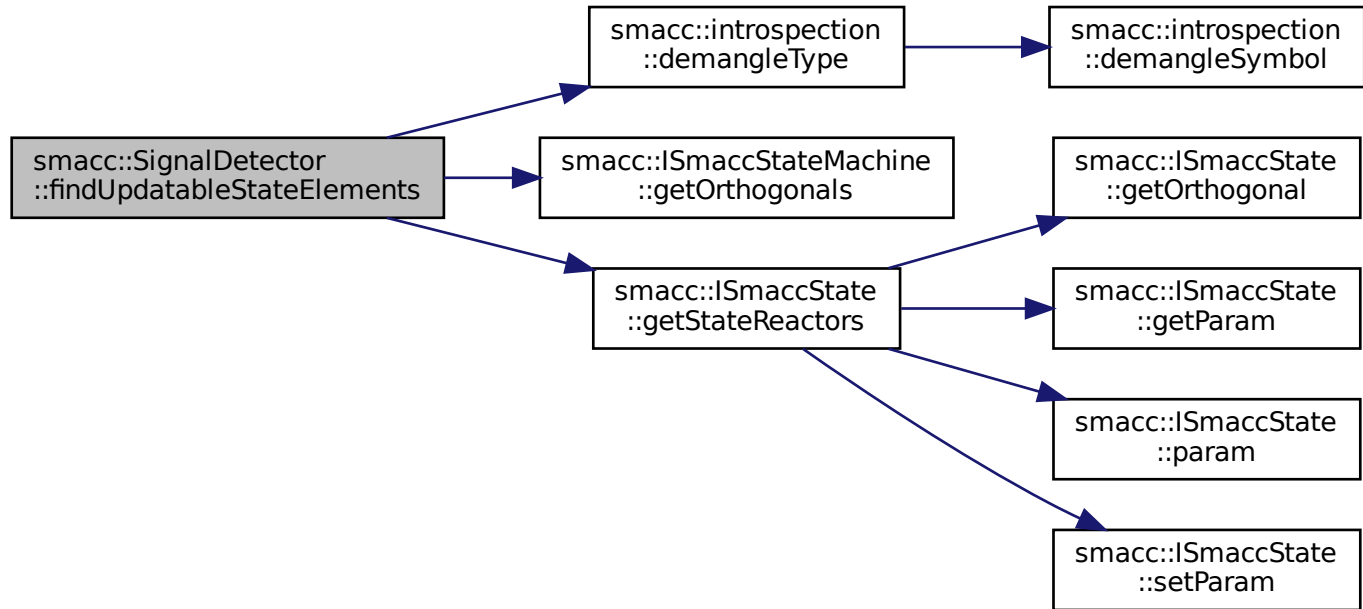 smacc::introspection
::demangleType
smacc::introspection
::demangleSymbol
smacc::SignalDetector
::findUpdatableStateElements
smacc::ISmaccStateMachine
::getOrthogonals
smacc::ISmaccState
::getOrthogonal
smacc::ISmaccState
::getStateReactors
smacc::ISmaccState
::getParam
smacc::ISmaccState
::param
smacc::ISmaccState
::setParam